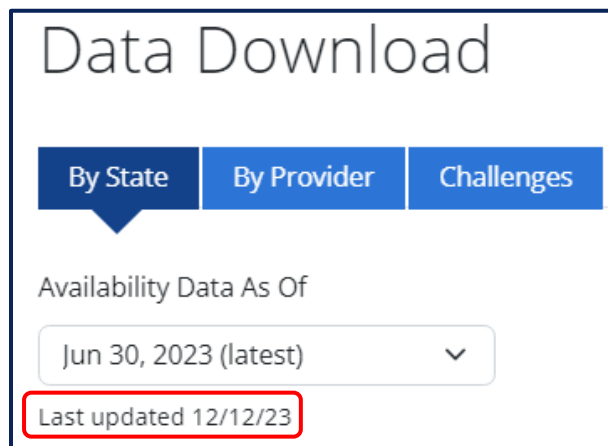 Data Download
By State By Provider Challenges
Availability Data As Of
Jun 30, 2023 (latest)
Last updated 12/12/23